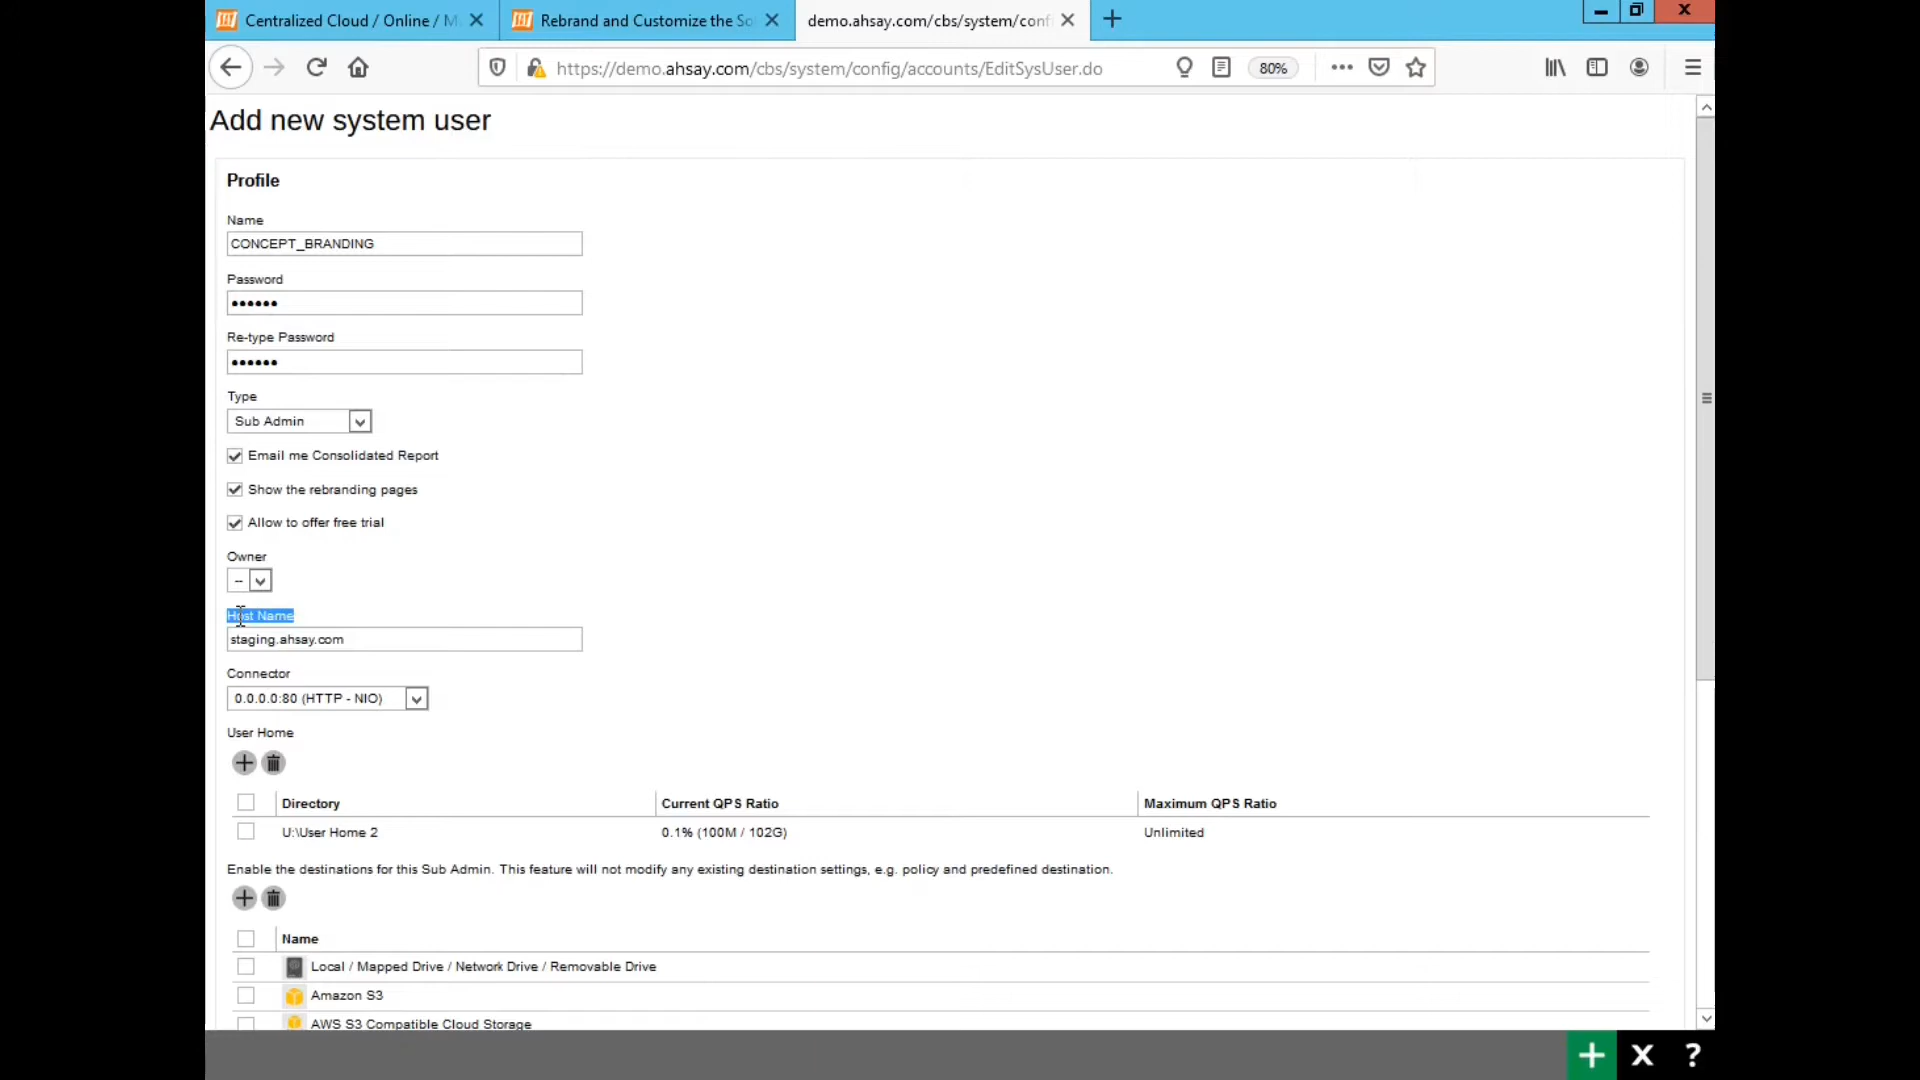 Centralized Cloud / Online / M
Rebrand and Customize the So
demo.ahsay.com/cbs/system/conf
https://demo.ahsay.com/cbs/system/config/accounts/EditSysUser.do
80%
Add new system user
Profile
Name
CONCEPT_BRANDING
Password
••••••
Re-type Password
••••••
Type
Sub Admin
Email me Consolidated Report
Show the rebranding pages
Allow to offer free trial
Owner
--
Host Name
staging.ahsay.com
Connector
0.0.0.0:80 (HTTP - NIO)
User Home
Directory Current QPS Ratio Maximum QPS Ratio
U:\User Home 2 0.1% (100M / 102G) Unlimited
Enable the destinations for this Sub Admin. This feature will not modify any existing destination settings, e.g. policy and predefined destination.
Name
Local / Mapped Drive / Network Drive / Removable Drive
Amazon S3
AWS S3 Compatible Cloud Storage